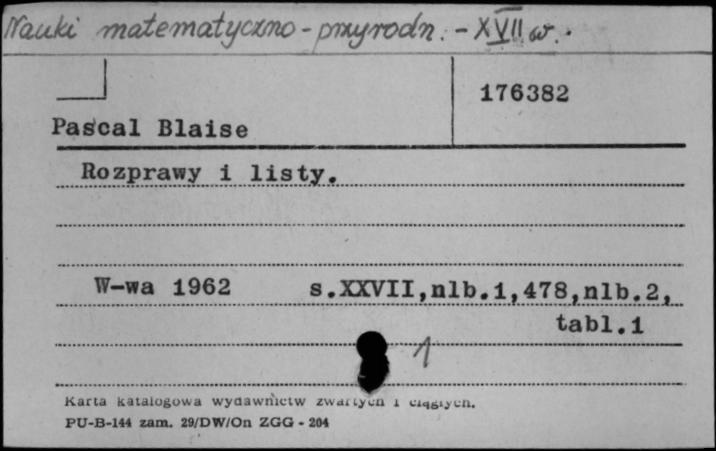 Nauki matematyczno-przyrodn. - XVII w.
176382
Pascal Blaise
Rozprawy i listy.
W-wa 1962 s.XXVII,nlb.1,478,nlb.2,
tabl.1
1
Karta katalogowa wydawnictw zwartych i ciągłych.
PU-B-144 zam. 29/DW/On ZGG - 204